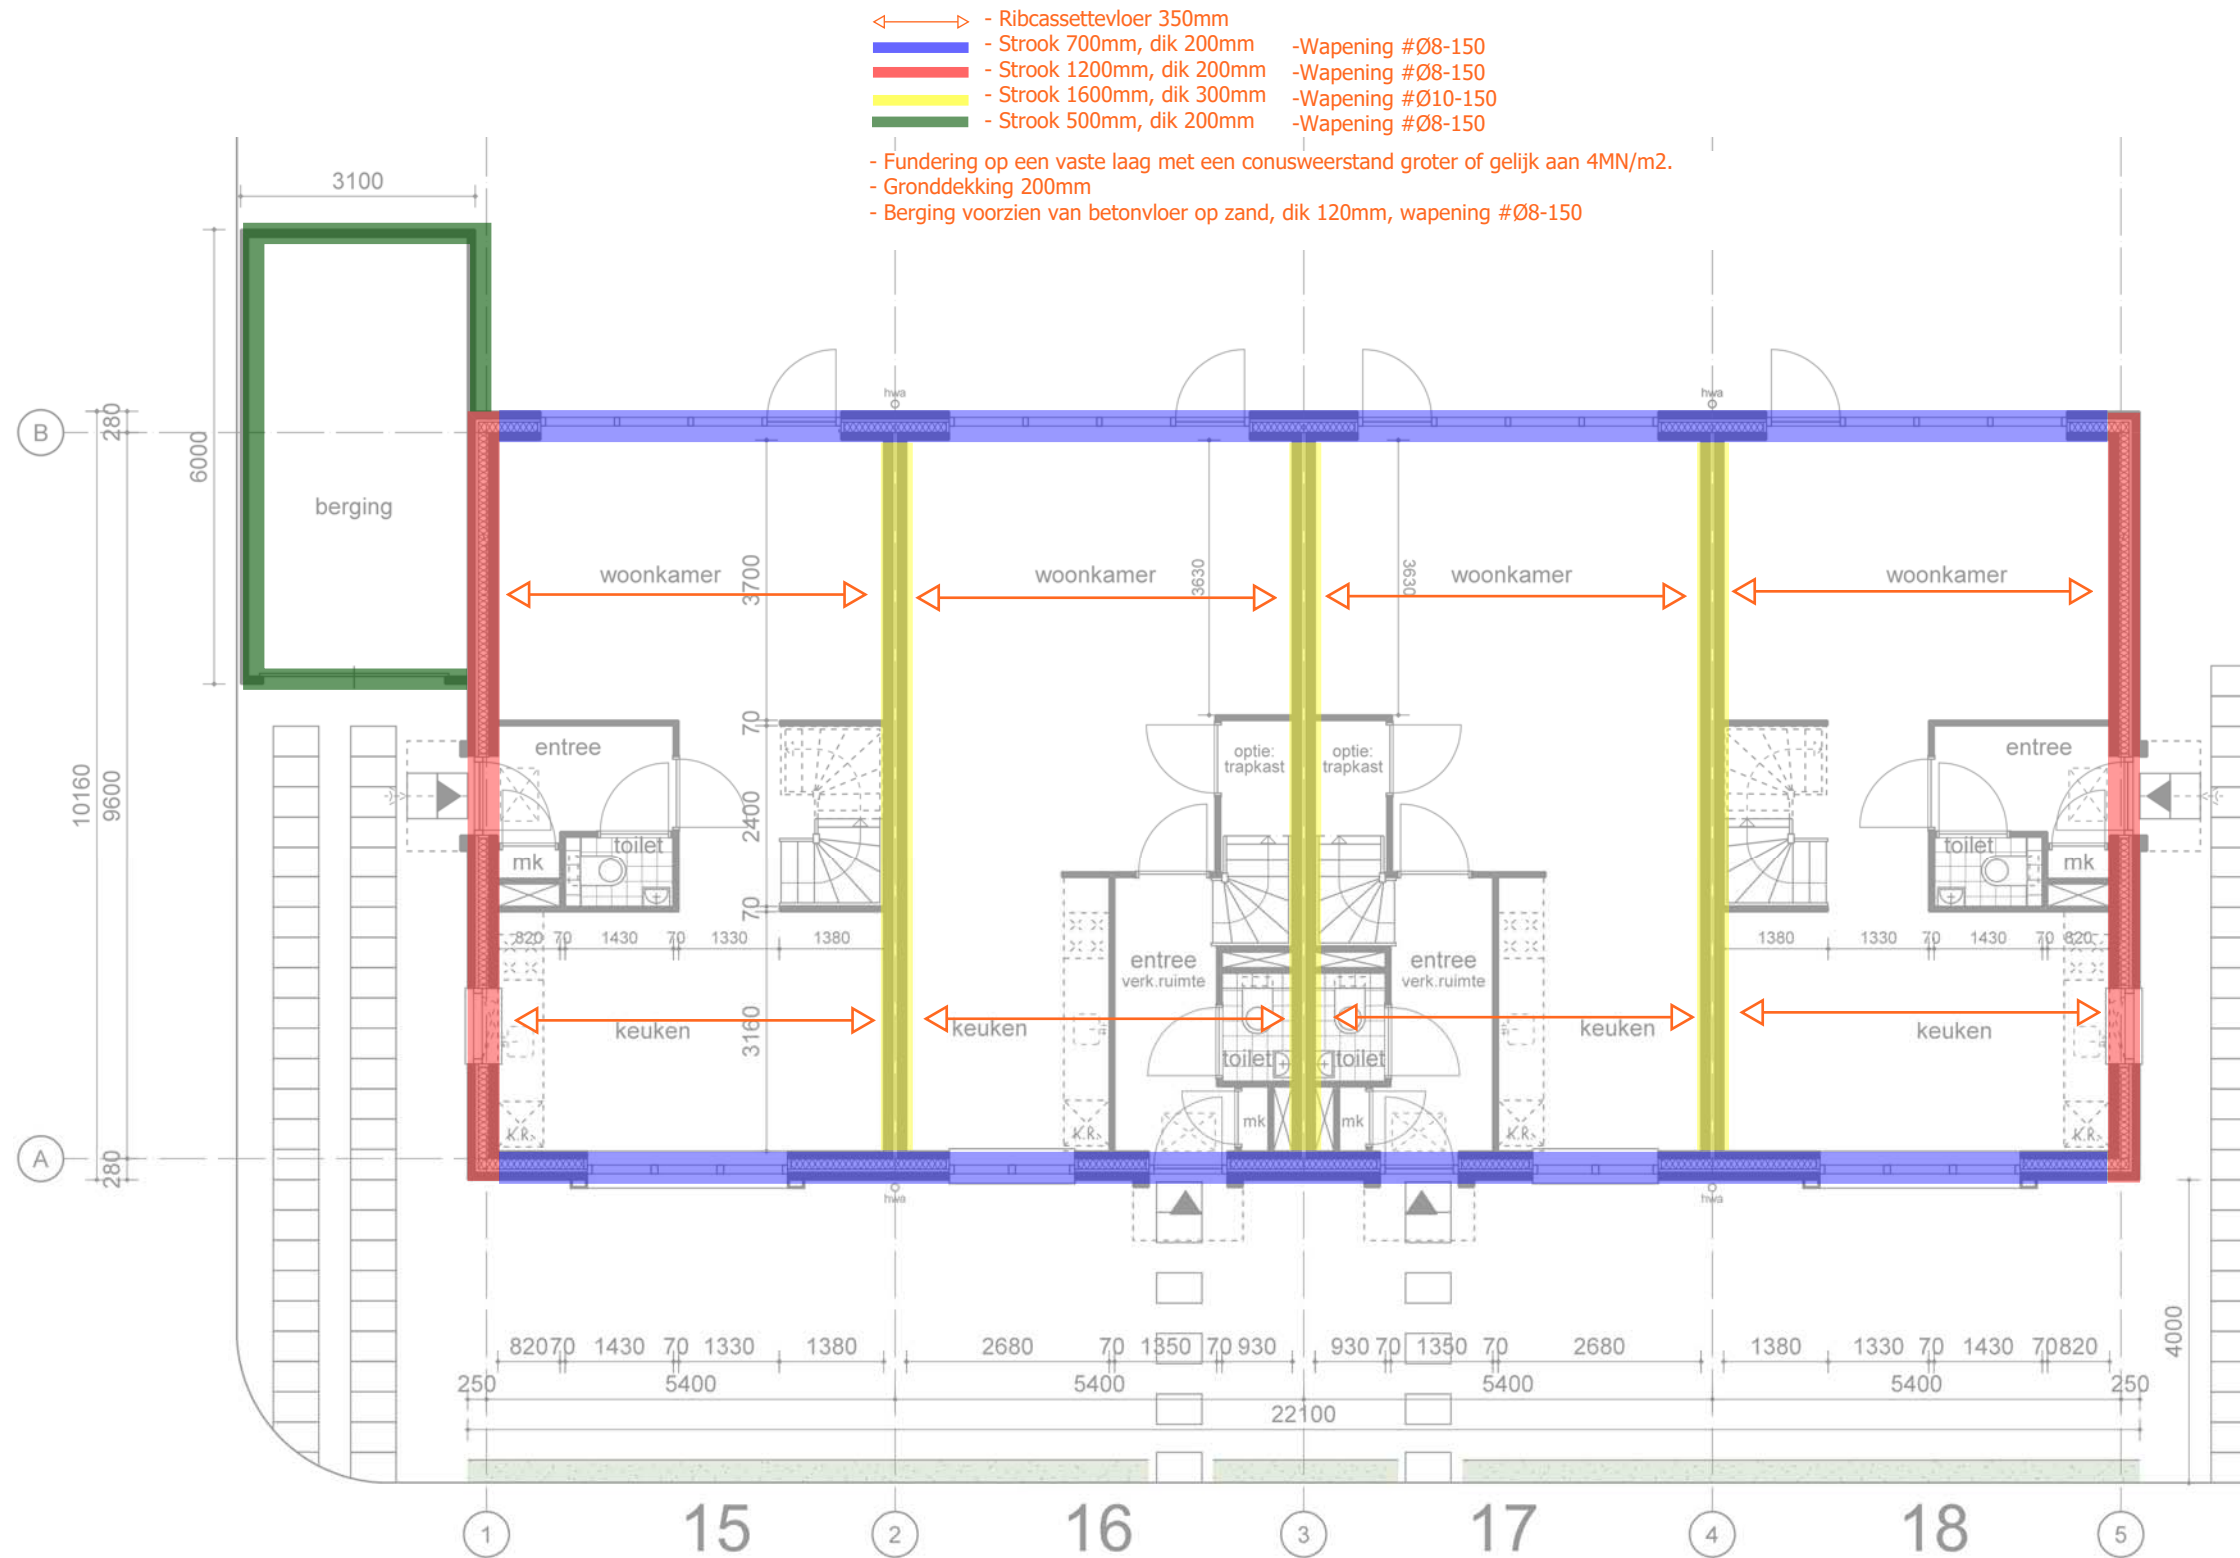 - Ribcassettevloer 350mm
- Strook 700mm, dik 200mm -Wapening #Ø8-150
- Strook 1200mm, dik 200mm -Wapening #Ø8-150
- Strook 1600mm, dik 300mm -Wapening #Ø10-150
- Strook 500mm, dik 200mm -Wapening #Ø8-150
- Fundering op een vaste laag met een conusweerstand groter of gelijk aan 4MN/m2.
- Gronddekking 200mm
- Berging voorzien van betonvloer op zand, dik 120mm, wapening #Ø8-150
3100
hwa hwa
B
280
6000
berging
woonkamer 3700 woonkamer 3630 3630 woonkamer woonkamer
70
entree optie: optie: entree
trapkast trapkast
10160 9600 2400
toilet toilet
mk mk
70
820 70 1430 70 1330 1380 1380 1330 70 1430 70 820
entree entree
verk.ruimte verk.ruimte
keuken 3160 keuken keuken keuken
toilet toilet
mk mk
K.R. K.R. K.R. K.R.
A
280
hwa hwa
4000
820 70 1430 70 1330 1380 2680 70 1350 70 930 930 70 1350 70 2680 1380 1330 70 1430 70 820
250 5400 5400 5400 5400 250
22100
15 16 17 18
1 2 3 4 5